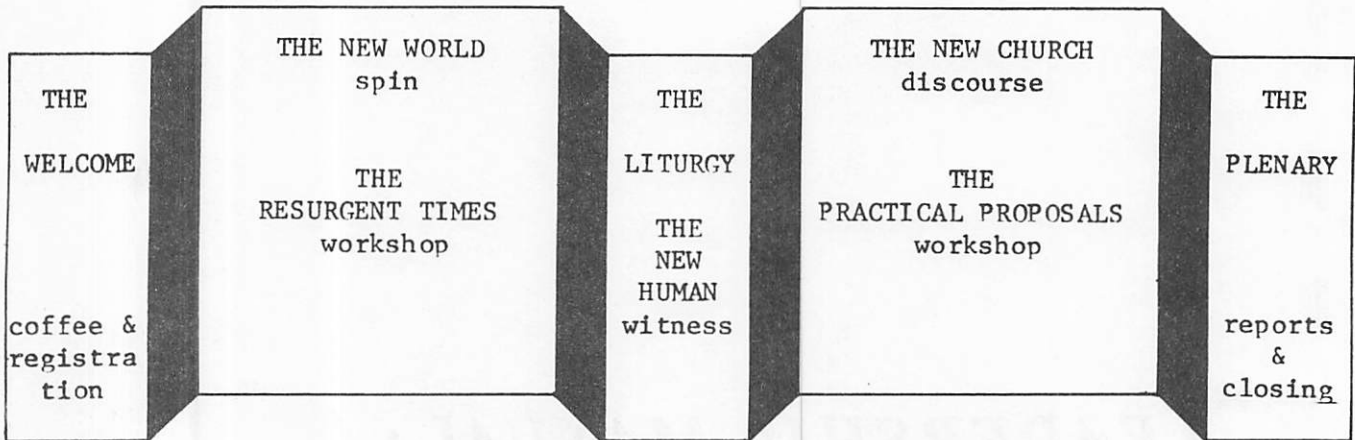 THE
WELCOME
coffee &
registra
tion
THE NEW WORLD
spin
THE
RESURGENT TIMES
workshop
THE
LITURGY
THE
NEW
HUMAN
witness
THE NEW CHURCH
discourse
THE
PRACTICAL PROPOSALS
workshop
THE
PLENARY
reports
&
closing